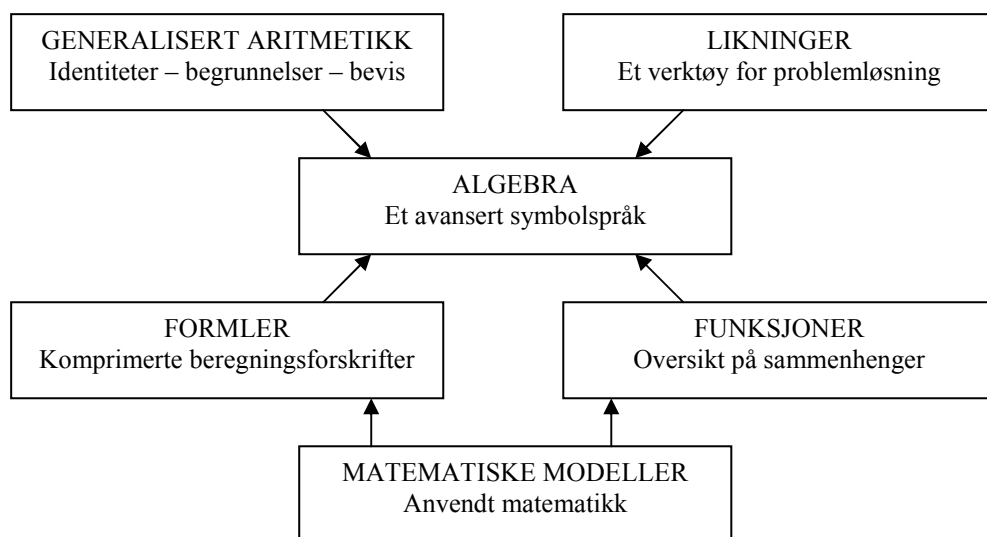 GENERALISERT ARITMETIKK
Identiteter – begrunnelser – bevis
LIKNINGER
Et verktøy for problemløsning
ALGEBRA
Et avansert symbolspråk
FORMLER
Komprimerte beregningsforskrifter
FUNKSJONER
Oversikt på sammenhenger
MATEMATISKE MODELLER
Anvendt matematikk